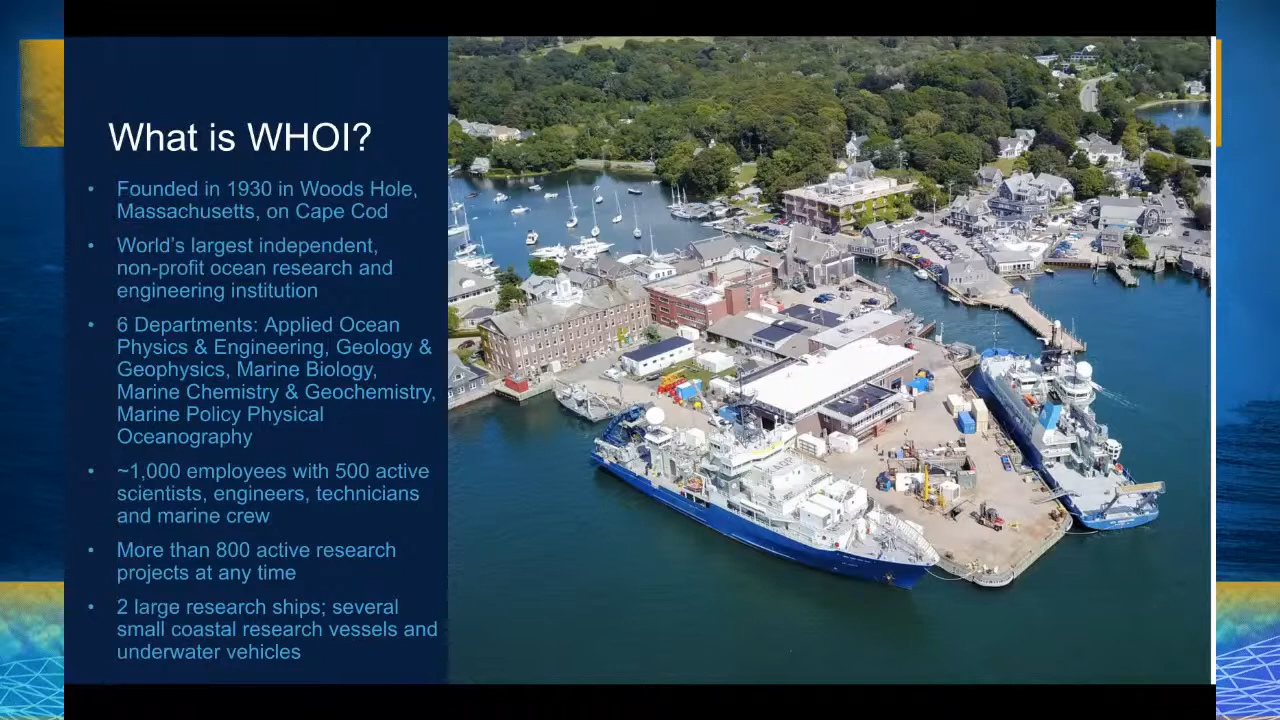 What is WHOI?
• Founded in 1930 in Woods Hole,
Massachusetts, on Cape Cod
• World's largest independent,
non-profit ocean research and
engineering institution
• 6 Departments: Applied Ocean
Physics & Engineering, Geology &
Geophysics, Marine Biology,
Marine Chemistry & Geochemistry,
Marine Policy Physical
Oceanography
• ~1,000 employees with 500 active
scientists, engineers, technicians
and marine crew
• More than 800 active research
projects at any time
• 2 large research ships; several
small coastal research vessels and
underwater vehicles